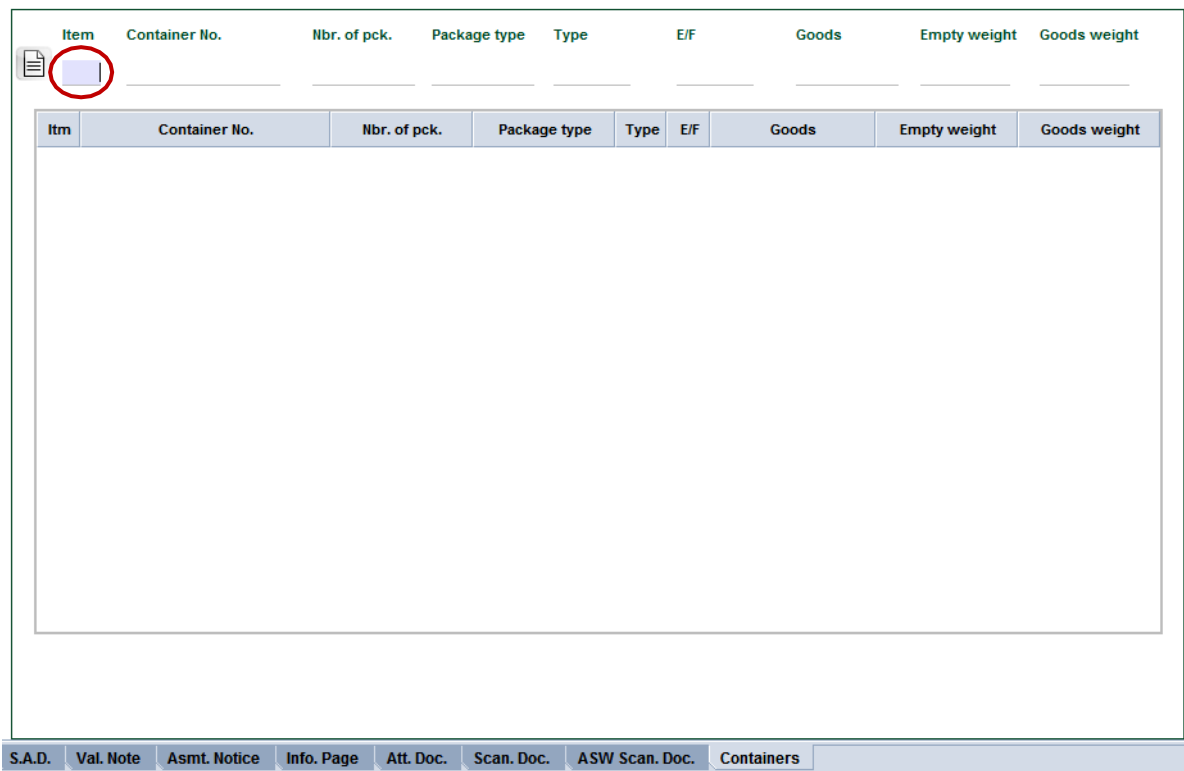 Item Container No. Nbr. of pck. Package type Type E/F Goods Empty weight Goods weight
Itm Container No. Nbr. of pck. Package type Type E/F Goods Empty weight Goods weight
S.A.D. Val. Note Asmt. Notice Info. Page Att. Doc. Scan. Doc. ASW Scan. Doc. Containers